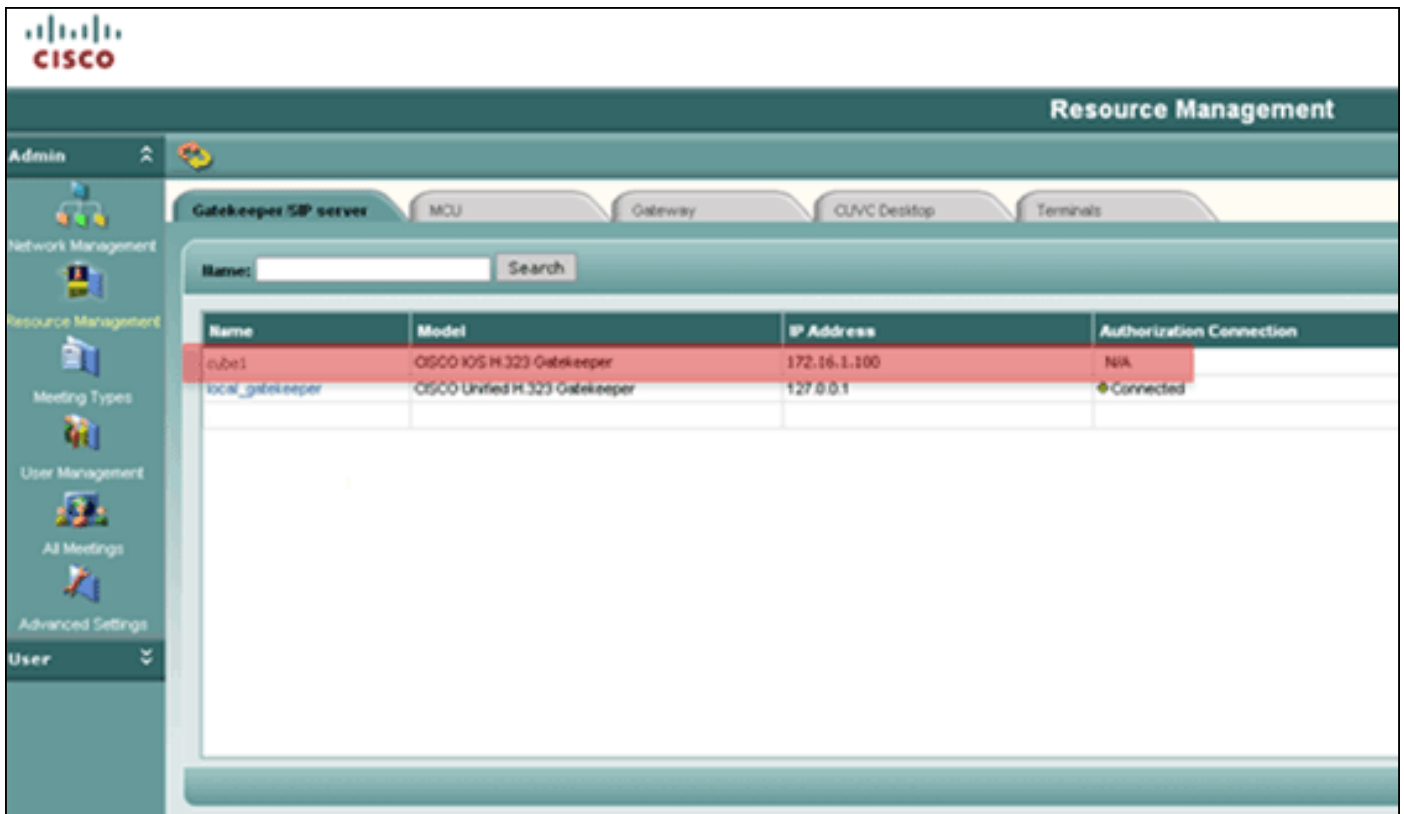 CISCO
Resource Management
Admin
Gatekeeper/SIP server MCU Gateway CUVC Desktop Terminals
Network Management
Name: Search
Resource Management
Name Model IP Address Authorization Connection
cube1 CISCO IOS H.323 Gatekeeper 172.16.1.100 N/A
local_gatekeeper CISCO Unified H.323 Gatekeeper 127.0.0.1 Connected
Meeting Types
User Management
All Meetings
Advanced Settings
User